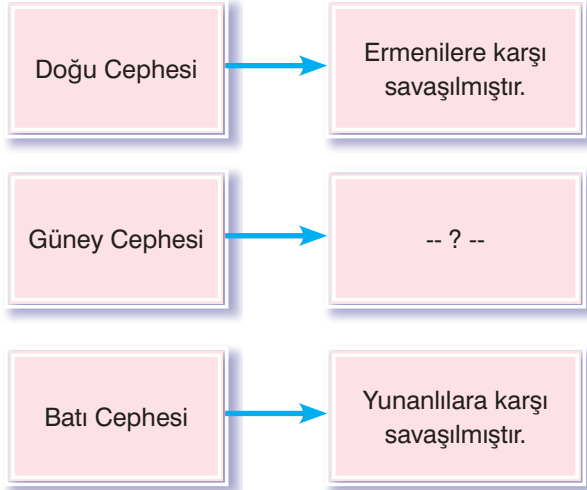 Doğu Cephesi
Ermenilere karşı
savaşılmıştır.
Güney Cephesi
-- ? --
Batı Cephesi
Yunanlılara karşı
savaşılmıştır.